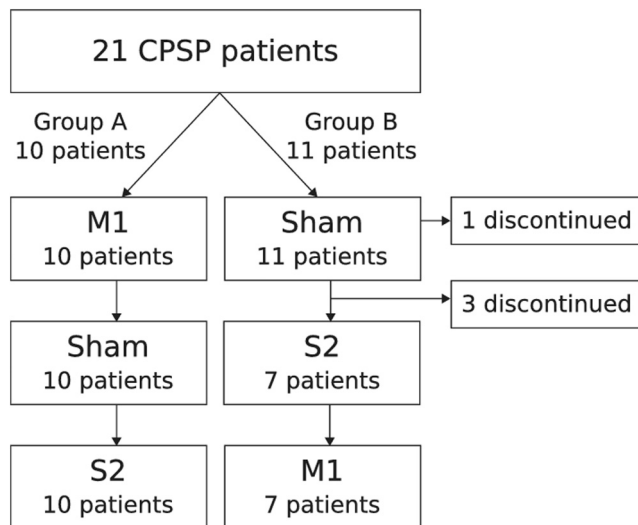 21 CPSP patients
Group A
10 patients
Group B
11 patients
M1
10 patients
Sham
11 patients
1 discontinued
3 discontinued
Sham
10 patients
S2
7 patients
S2
10 patients
M1
7 patients